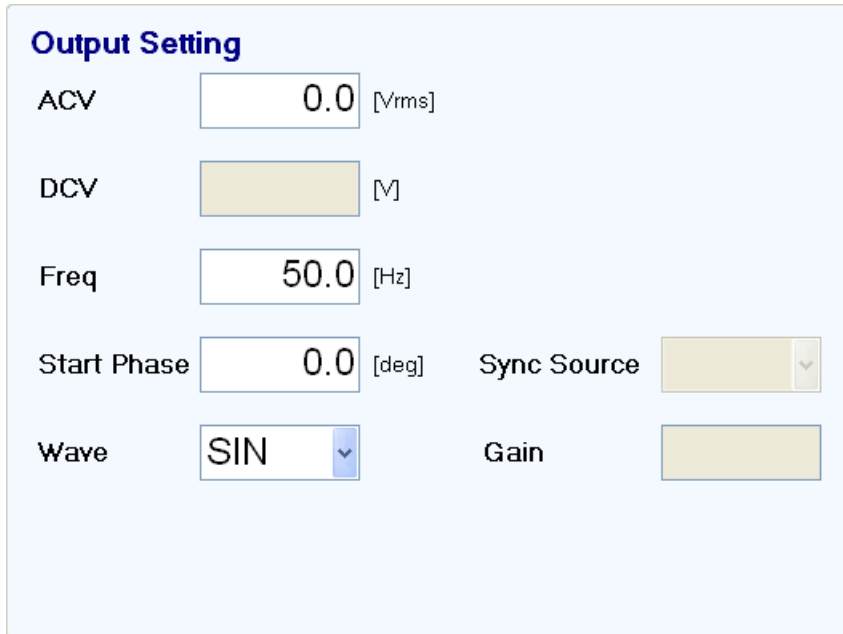 Output Setting
ACV 0.0 [Vrms]
DCV [V]
Freq 50.0 [Hz]
Start Phase 0.0 [deg] Sync Source
Wave SIN Gain